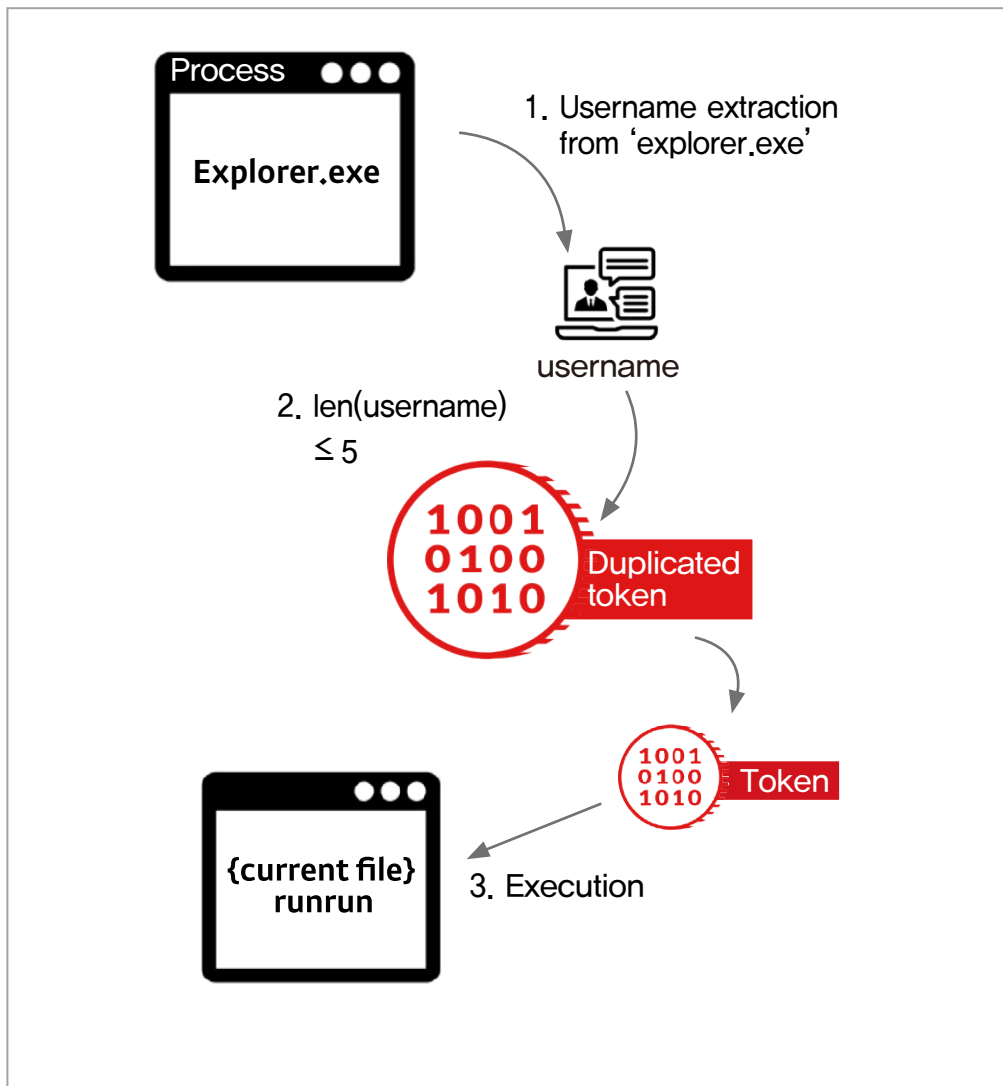 Process
Explorer.exe
1. Username extraction
from ‘explorer.exe’
username
2. len(username)
≤ 5
1001
0100
1010
Duplicated
token
1001
0100
1010
Token
{current file}
runrun
3. Execution